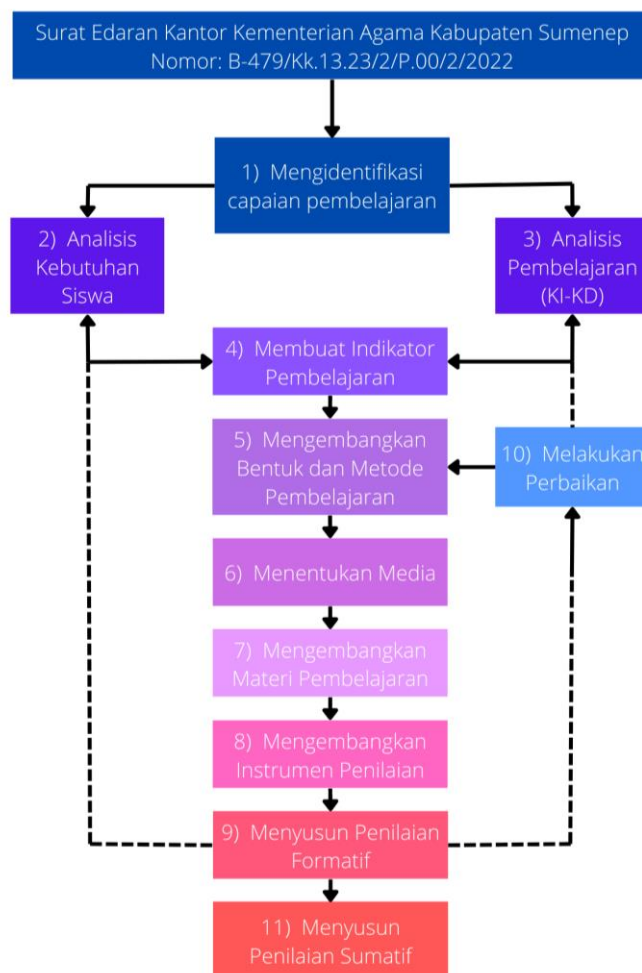 Surat Edaran Kantor Kementerian Agama Kabupaten Sumenep
Nomor: B-479/Kk.13.23/2/P.00/2/2022
1) Mengidentifikasi
capaian pembelajaran
2) Analisis
Kebutuhan
Siswa
3) Analisis
Pembelajaran
(KI-KD)
4) Membuat Indikator
Pembelajaran
5) Mengembangkan
Bentuk dan Metode
Pembelajaran
10) Melakukan
Perbaikan
6) Menentukan Media
7) Mengembangkan
Materi Pembelajaran
8) Mengembangkan
Instrumen Penilaian
9) Menyusun Penilaian
Formatif
11) Menyusun
Penilaian Sumatif